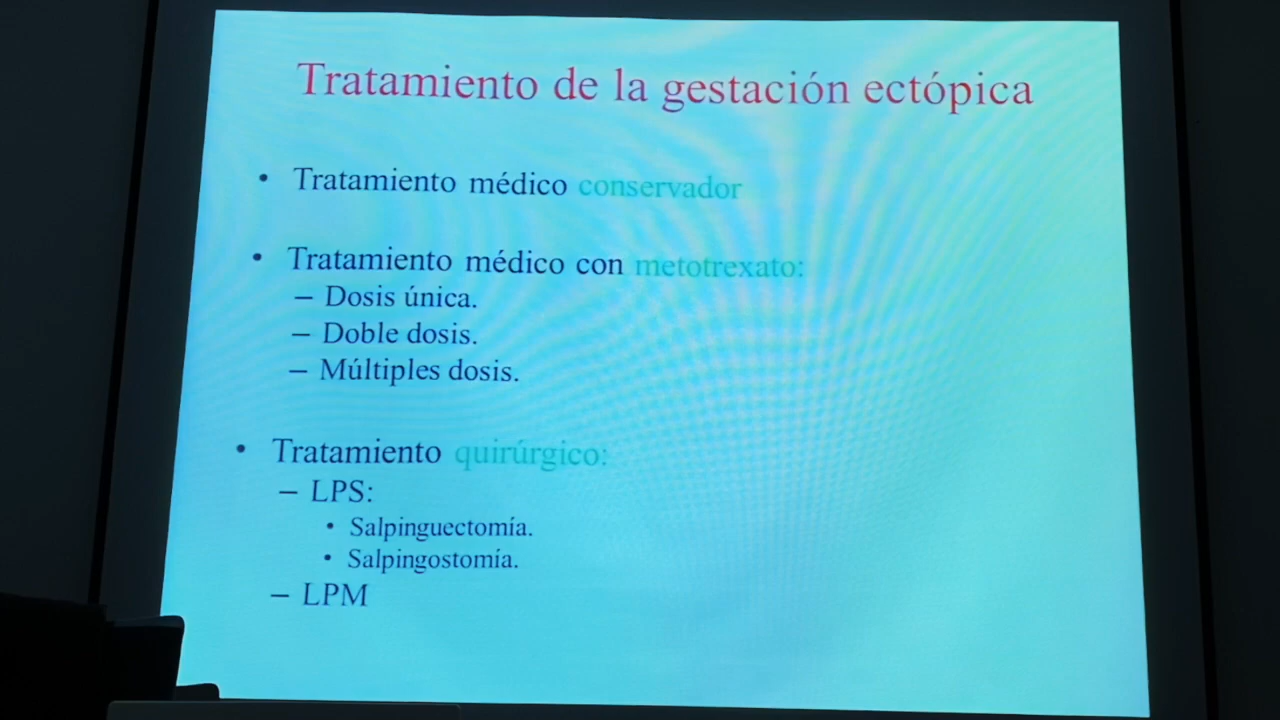 Tratamiento de la gestación ectópica
• Tratamiento médico conservador
• Tratamiento médico con metotrexato:
– Dosis única.
– Doble dosis.
– Múltiples dosis.
• Tratamiento quirúrgico:
– LPS:
• Salpinguectomía.
• Salpingostomía.
– LPM